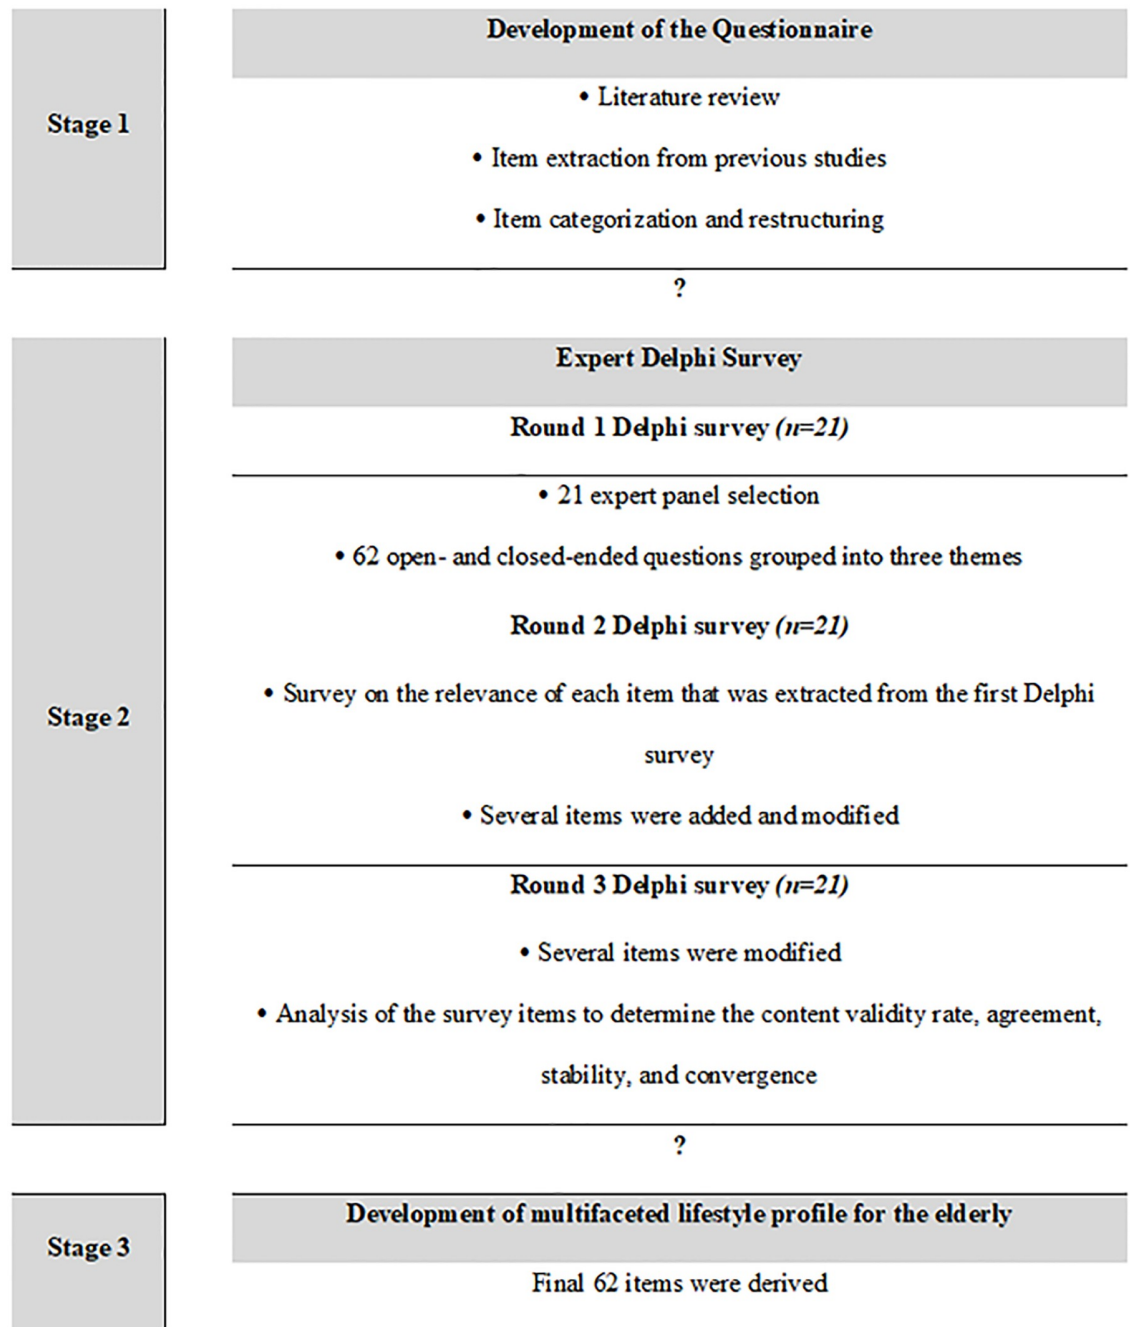 Development of the Questionnaire
Stage 1
• Literature review
• Item extraction from previous studies
• Item categorization and restructuring
?
Expert Delphi Survey
Round 1 Delphi survey (n=21)
• 21 expert panel selection
• 62 open- and closed-ended questions grouped into three themes
Round 2 Delphi survey (n=21)
Stage 2
• Survey on the relevance of each item that was extracted from the first Delphi
survey
• Several items were added and modified
Round 3 Delphi survey (n=21)
• Several items were modified
• Analysis of the survey items to determine the content validity rate, agreement,
stability, and convergence
?
Stage 3
Development of multifaceted lifestyle profile for the elderly
Final 62 items were derived